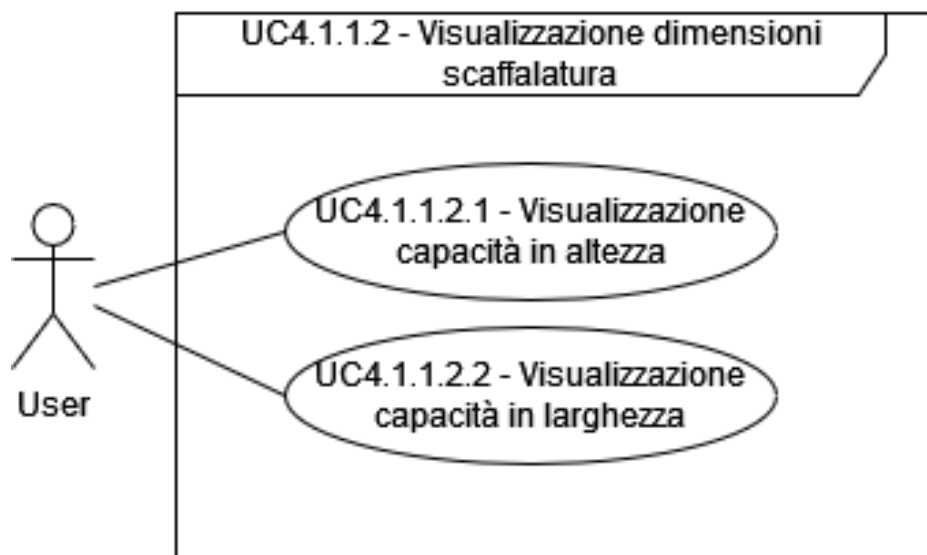 UC4.1.1.2 - Visualizzazione dimensioni
scaffalatura
UC4.1.1.2.1 - Visualizzazione
capacità in altezza
UC4.1.1.2.2 - Visualizzazione
capacità in larghezza
User